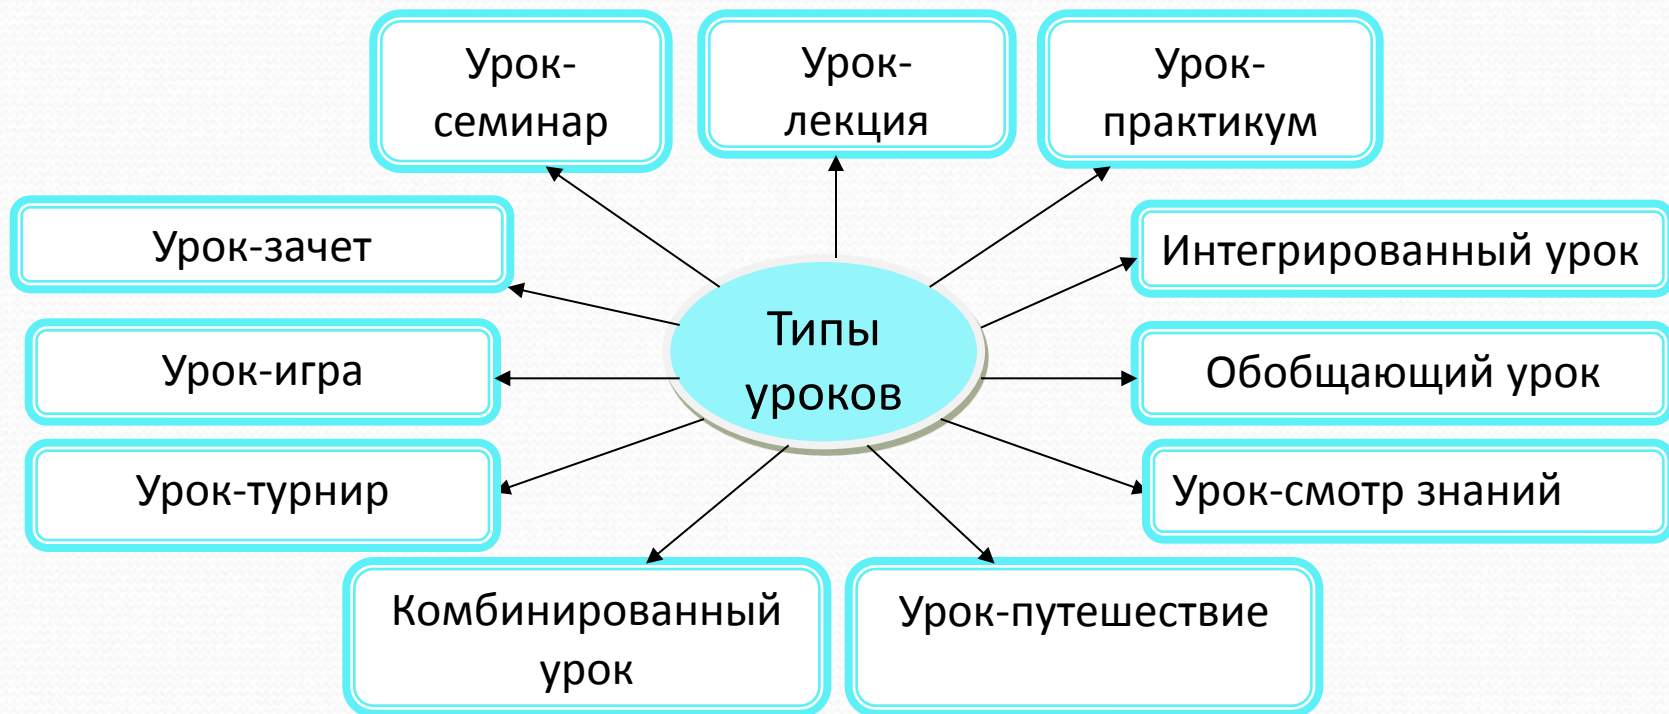 Урок-
семинар
Урок-
лекция
Урок-
практикум
Урок-зачет
Интегрированный урок
Типы
уроков
Урок-игра
Обобщающий урок
Урок-турнир
Урок-смотр знаний
Комбинированный
урок
Урок-путешествие